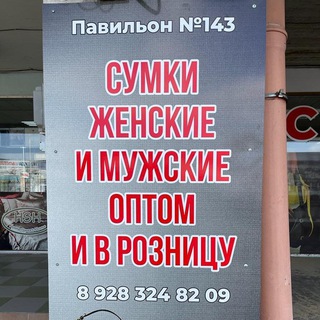 Павильон №143
СУМКИ
ЖЕНСКИЕ
И МУЖСКИЕ
ОПТОМ
И В РОЗНИЦУ
8 928 324 82 09
С